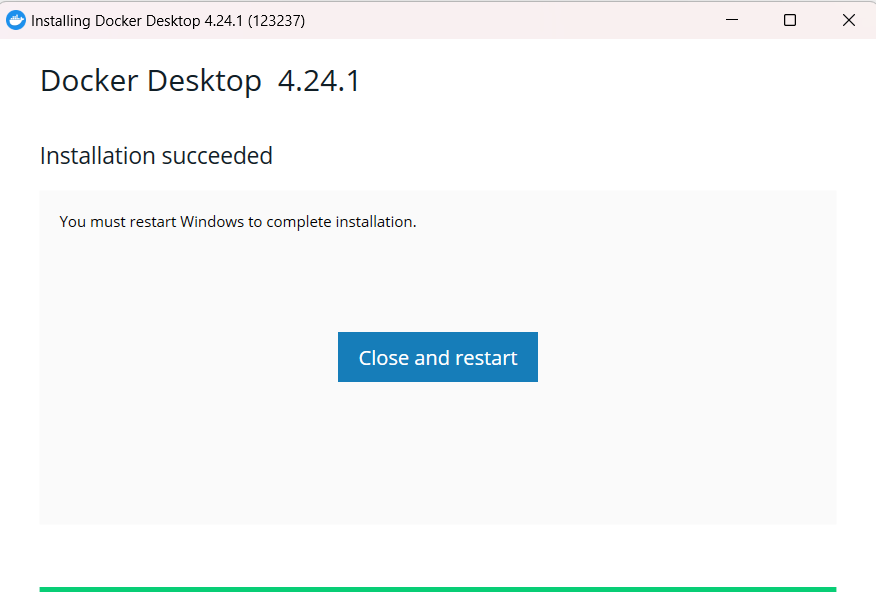 Installing Docker Desktop 4.24.1 (123237)
Docker Desktop 4.24.1
Installation succeeded
You must restart Windows to complete installation.
Close and restart